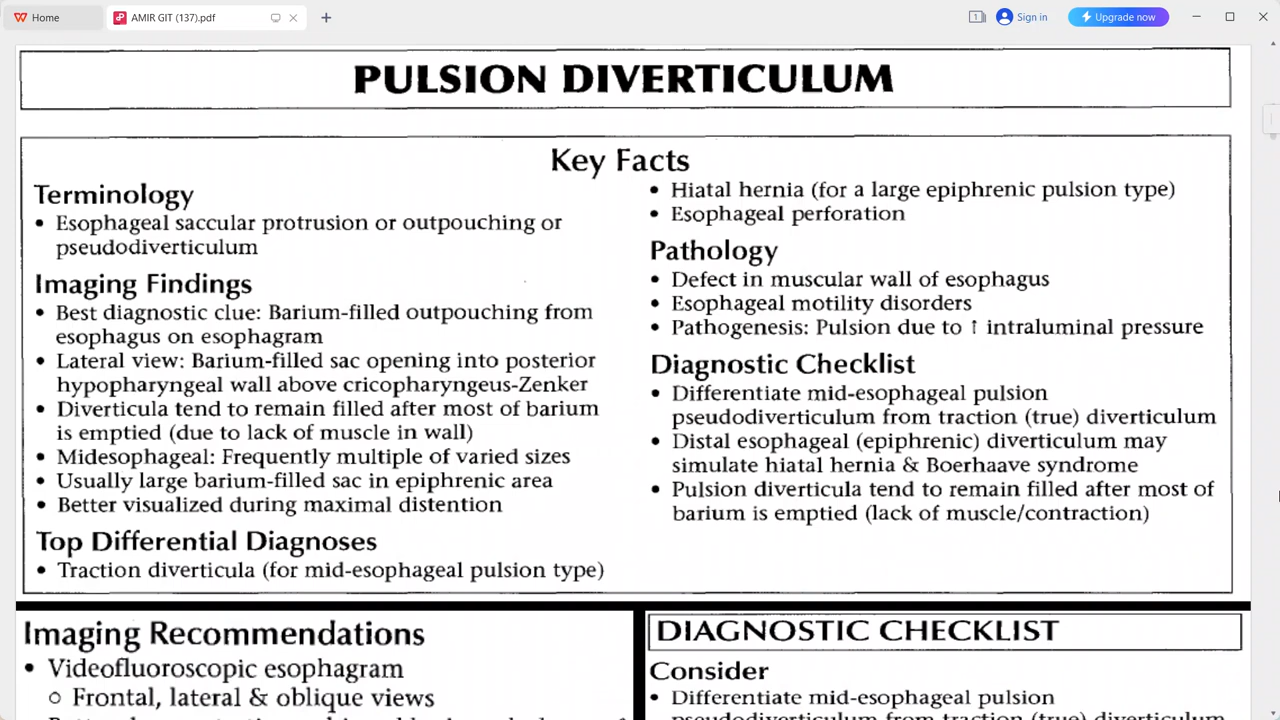 Home
AMIR GIT (137).pdf
Sign in
Upgrade now
PULSION DIVERTICULUM
Key Facts
Terminology
• Esophageal saccular protrusion or outpouching or
pseudodiverticulum
Imaging Findings
• Best diagnostic clue: Barium-filled outpouching from
esophagus on esophagram
• Lateral view: Barium-filled sac opening into posterior
hypopharyngeal wall above cricopharyngeus-Zenker
• Diverticula tend to remain filled after most of barium
is emptied (due to lack of muscle in wall)
• Midesophageal: Frequently multiple of varied sizes
• Usually large barium-filled sac in epiphrenic area
• Better visualized during maximal distention
Top Differential Diagnoses
• Traction diverticula (for mid-esophageal pulsion type)
• Hiatal hernia (for a large epiphrenic pulsion type)
• Esophageal perforation
Pathology
• Defect in muscular wall of esophagus
• Esophageal motility disorders
• Pathogenesis: Pulsion due to ↑ intraluminal pressure
Diagnostic Checklist
• Differentiate mid-esophageal pulsion
pseudodiverticulum from traction (true) diverticulum
• Distal esophageal (epiphrenic) diverticulum may
simulate hiatal hernia & Boerhaave syndrome
• Pulsion diverticula tend to remain filled after most of
barium is emptied (lack of muscle/contraction)
Imaging Recommendations
• Videofluoroscopic esophagram
○ Frontal, lateral & oblique views
DIAGNOSTIC CHECKLIST
Consider
• Differentiate mid-esophageal pulsion
pseudodiverticulum from traction (true) diverticulum